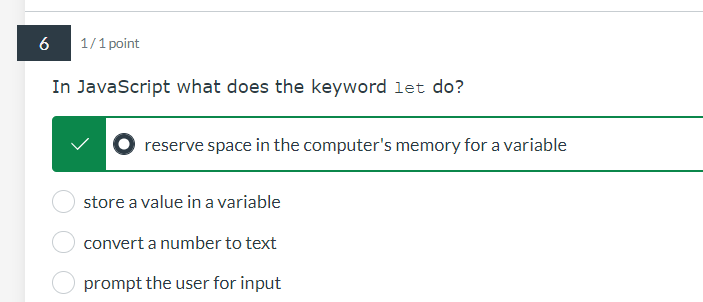 6 1/1 point
In JavaScript what does the keyword let do?
reserve space in the computer's memory for a variable
store a value in a variable
convert a number to text
prompt the user for input